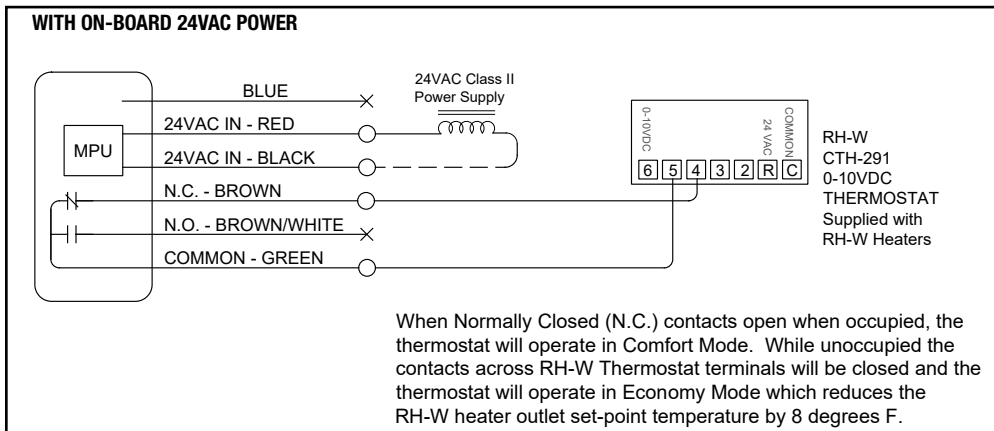 WITH ON-BOARD 24VAC POWER
BLUE
24VAC Class II
Power Supply
24VAC IN - RED
MPU
24VAC IN - BLACK
N.C. - BROWN
N.O. - BROWN/WHITE
COMMON - GREEN
0-10VDC
24 VAC
COMMON
6 5 4 3 2 R C
RH-W
CTH-291
0-10VDC
THERMOSTAT
Supplied with
RH-W Heaters
When Normally Closed (N.C.) contacts open when occupied, the
thermostat will operate in Comfort Mode. While unoccupied the
contacts across RH-W Thermostat terminals will be closed and the
thermostat will operate in Economy Mode which reduces the
RH-W heater outlet set-point temperature by 8 degrees F.